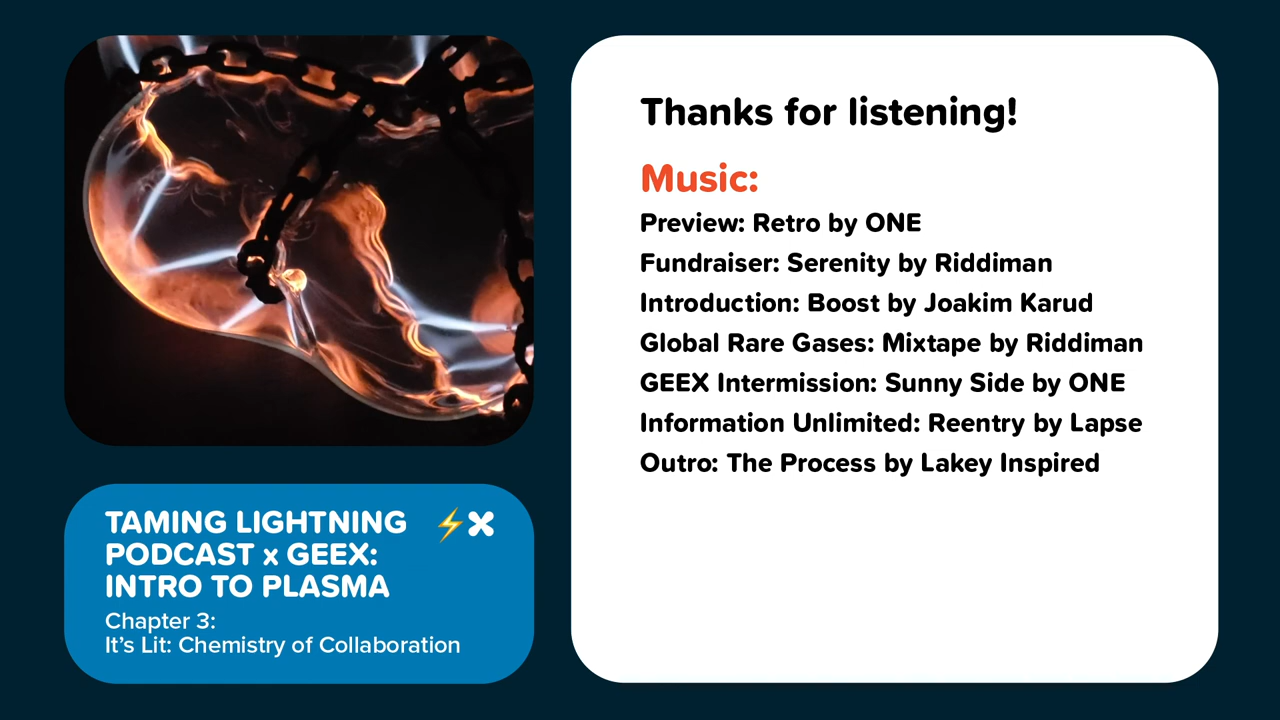 Thanks for listening!
Music:
Preview: Retro by ONE
Fundraiser: Serenity by Riddiman
Introduction: Boost by Joakim Karud
Global Rare Gases: Mixtape by Riddiman
GEEX Intermission: Sunny Side by ONE
Information Unlimited: Reentry by Lapse
Outro: The Process by Lakey Inspired
TAMING LIGHTNING ⚡✖
PODCAST x GEEX:
INTRO TO PLASMA
Chapter 3:
It’s Lit: Chemistry of Collaboration